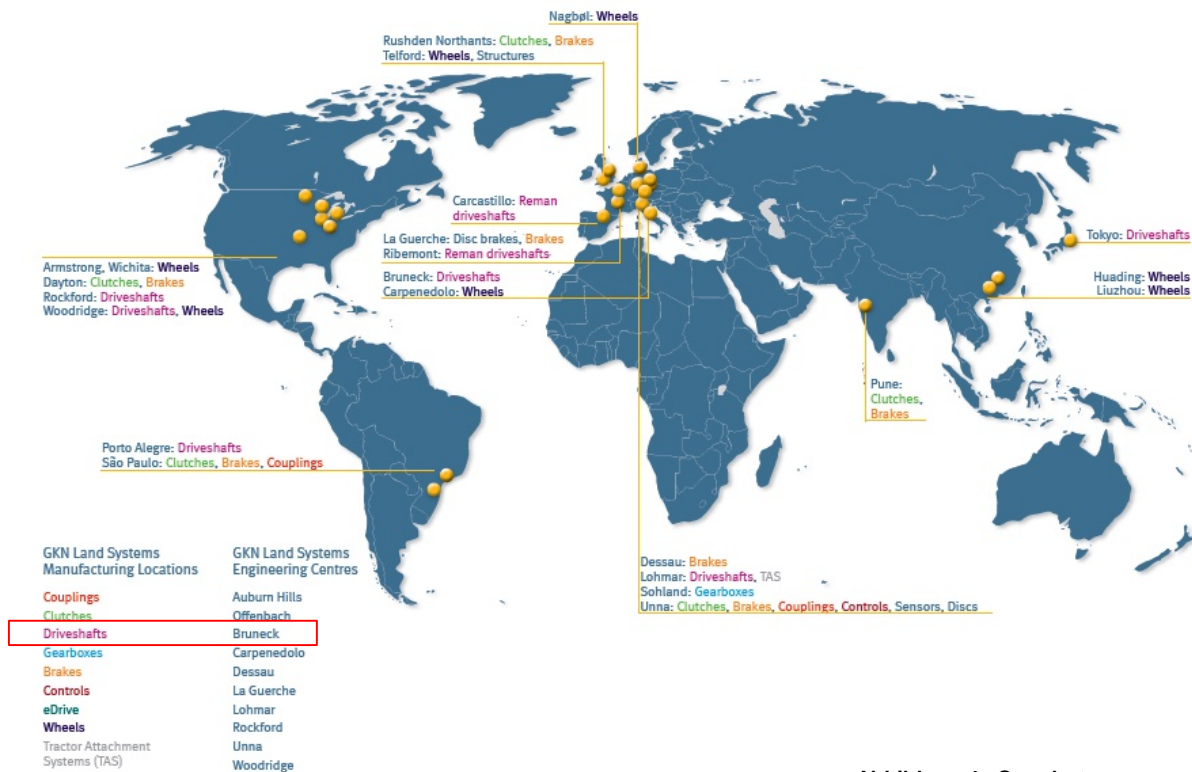 Nagbøl: Wheels
Rushden Northants: Clutches, Brakes
Telford: Wheels, Structures
Carcastillo: Reman
driveshafts
La Guerche: Disc brakes, Brakes
Ribemont: Reman driveshafts
Bruneck: Driveshafts
Carpenedolo: Wheels
Tokyo: Driveshafts
Huading: Wheels
Liuzhou: Wheels
Armstrong, Wichita: Wheels
Dayton: Clutches, Brakes
Rockford: Driveshafts
Woodridge: Driveshafts, Wheels
Pune:
Clutches,
Brakes
Porto Alegre: Driveshafts
São Paulo: Clutches, Brakes, Couplings
Dessau: Brakes
Lohmar: Driveshafts, TAS
Sohland: Gearboxes
Unna: Clutches, Brakes, Couplings, Controls, Sensors, Discs
GKN Land Systems
Manufacturing Locations
Couplings
Clutches
Driveshafts
Gearboxes
Brakes
Controls
eDrive
Wheels
Tractor Attachment
Systems (TAS)
GKN Land Systems
Engineering Centres
Auburn Hills
Offenbach
Bruneck
Carpenedolo
Dessau
La Guerche
Lohmar
Rockford
Unna
Woodridge